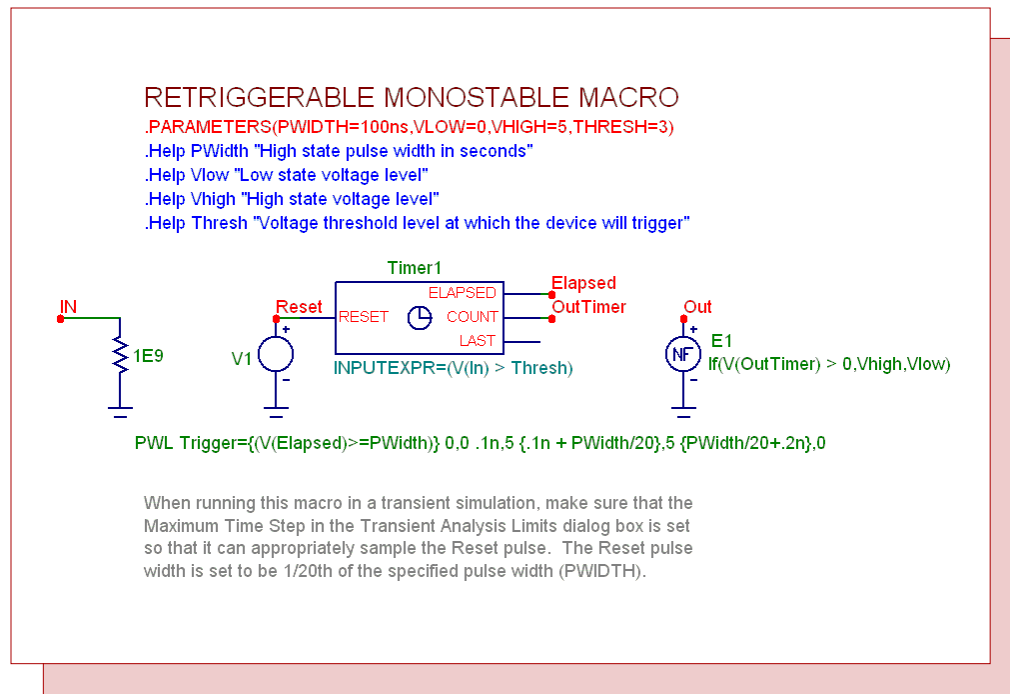 RETRIGGERABLE MONOSTABLE MACRO
.PARAMETERS(PWIDTH=100ns,VLOW=0,VHIGH=5,THRESH=3)
.Help PWidth "High state pulse width in seconds"
.Help Vlow "Low state voltage level"
.Help Vhigh "High state voltage level"
.Help Thresh "Voltage threshold level at which the device will trigger"
Timer1
IN
Reset
RESET
ELAPSED
COUNT
LAST
Elapsed
OutTimer
Out
1E9
V1
+
-
INPUTEXPR=(V(In) > Thresh)
+
NF
-
E1
If(V(OutTimer) > 0,Vhigh,Vlow)
PWL Trigger={(V(Elapsed)>=PWidth)} 0,0 .1n,5 {.1n + PWidth/20},5 {PWidth/20+.2n},0
When running this macro in a transient simulation, make sure that the
Maximum Time Step in the Transient Analysis Limits dialog box is set
so that it can appropriately sample the Reset pulse.  The Reset pulse
width is set to be 1/20th of the specified pulse width (PWIDTH).